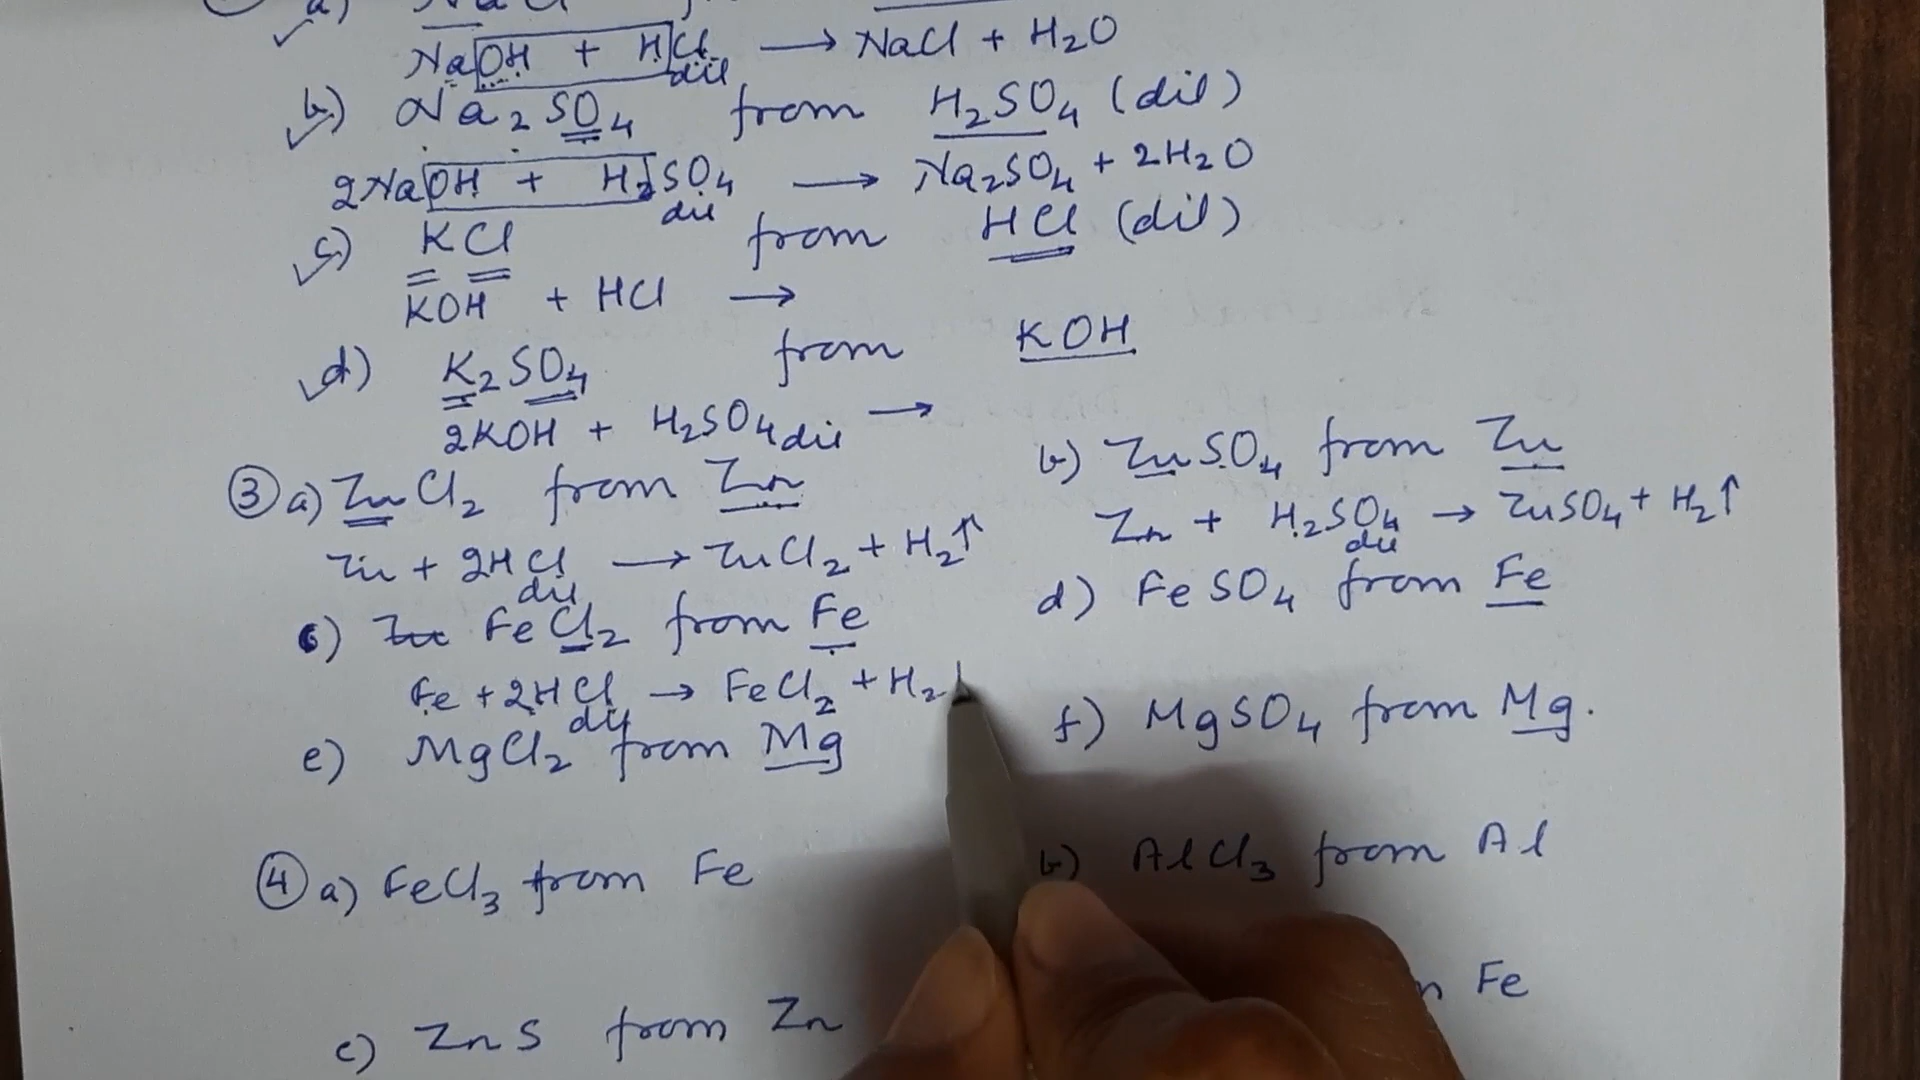 a) NaCl
NaOH + HCl dil → NaCl + H2O
b) Na2SO4 from H2SO4 (dil)
2NaOH + H2SO4 dil → Na2SO4 + 2H2O
c) KCl from HCl (dil)
KOH + HCl →
d) K2SO4 from KOH
2KOH + H2SO4 dil →
③ a) ZnCl2 from Zn
Zn + 2HCl dil → ZnCl2 + H2↑
b) ZnSO4 from Zn
Zn + H2SO4 dil → ZnSO4 + H2↑
c) FeCl2 from Fe
Fe + 2HCl dil → FeCl2 + H2
d) FeSO4 from Fe
e) MgCl2 from Mg
f) MgSO4 from Mg.
④ a) FeCl3 from Fe
b) AlCl3 from Al
c) ZnS from Zn
Fe